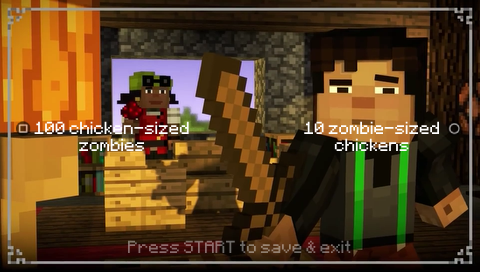 100 chicken-sized
zombies
10 zombie-sized
chickens
Press START to save & exit